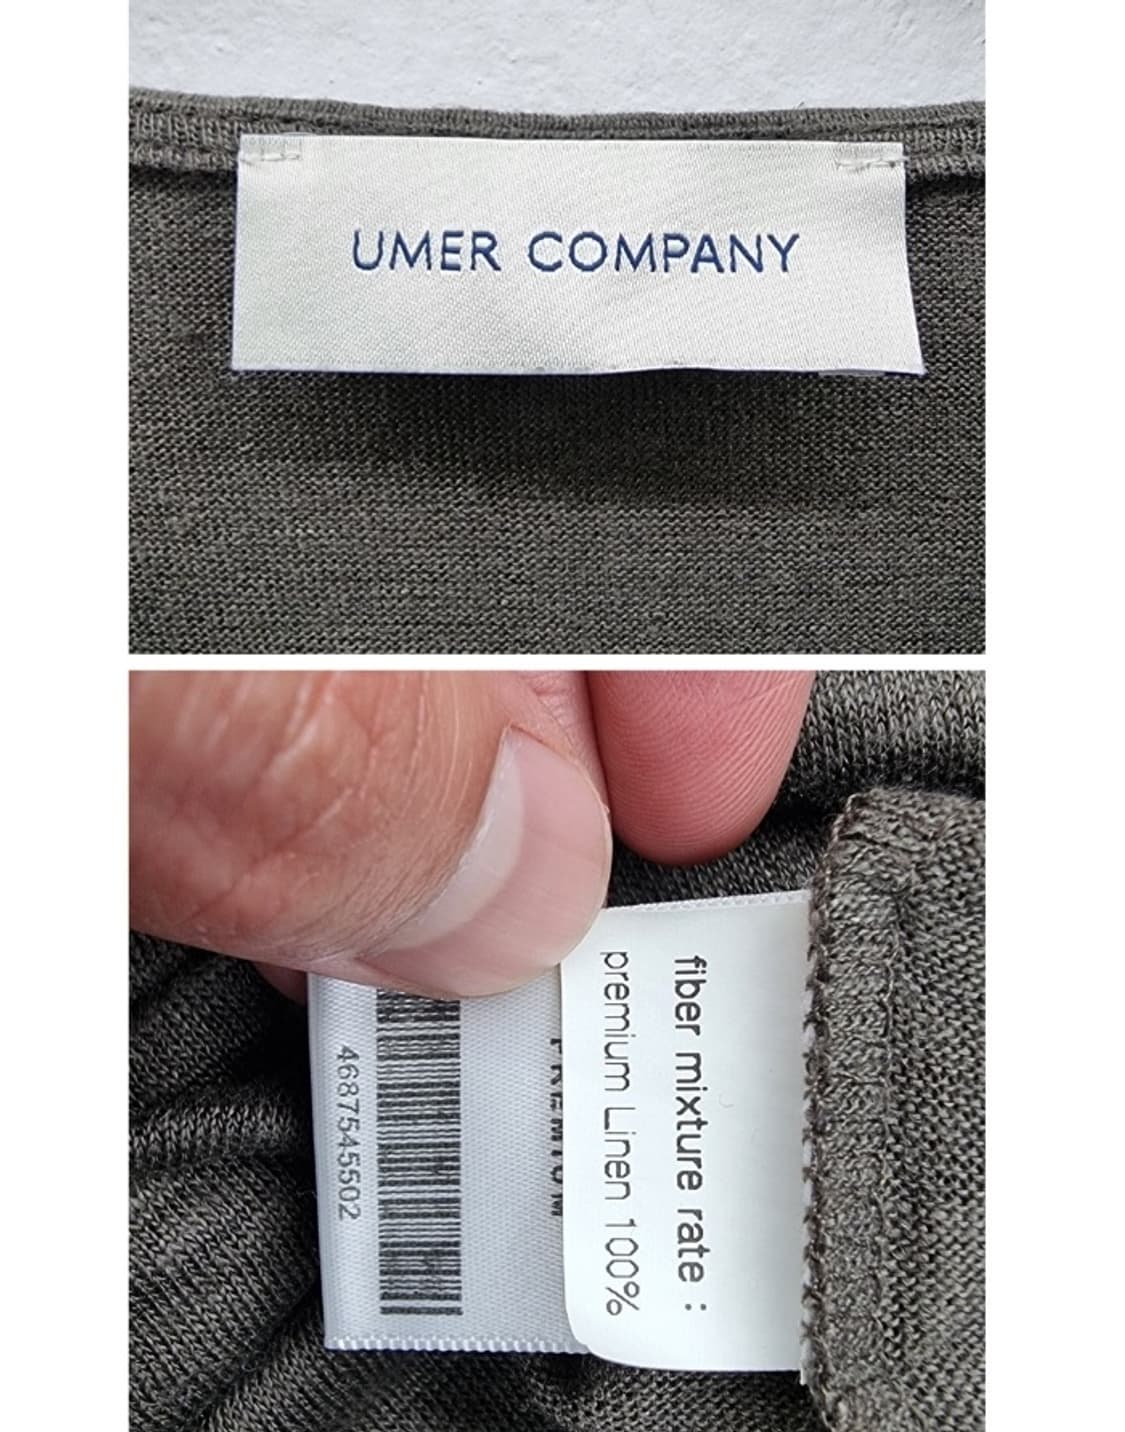 UMER COMPANY
fiber mixture rate :
premium Linen 100%
4687545502